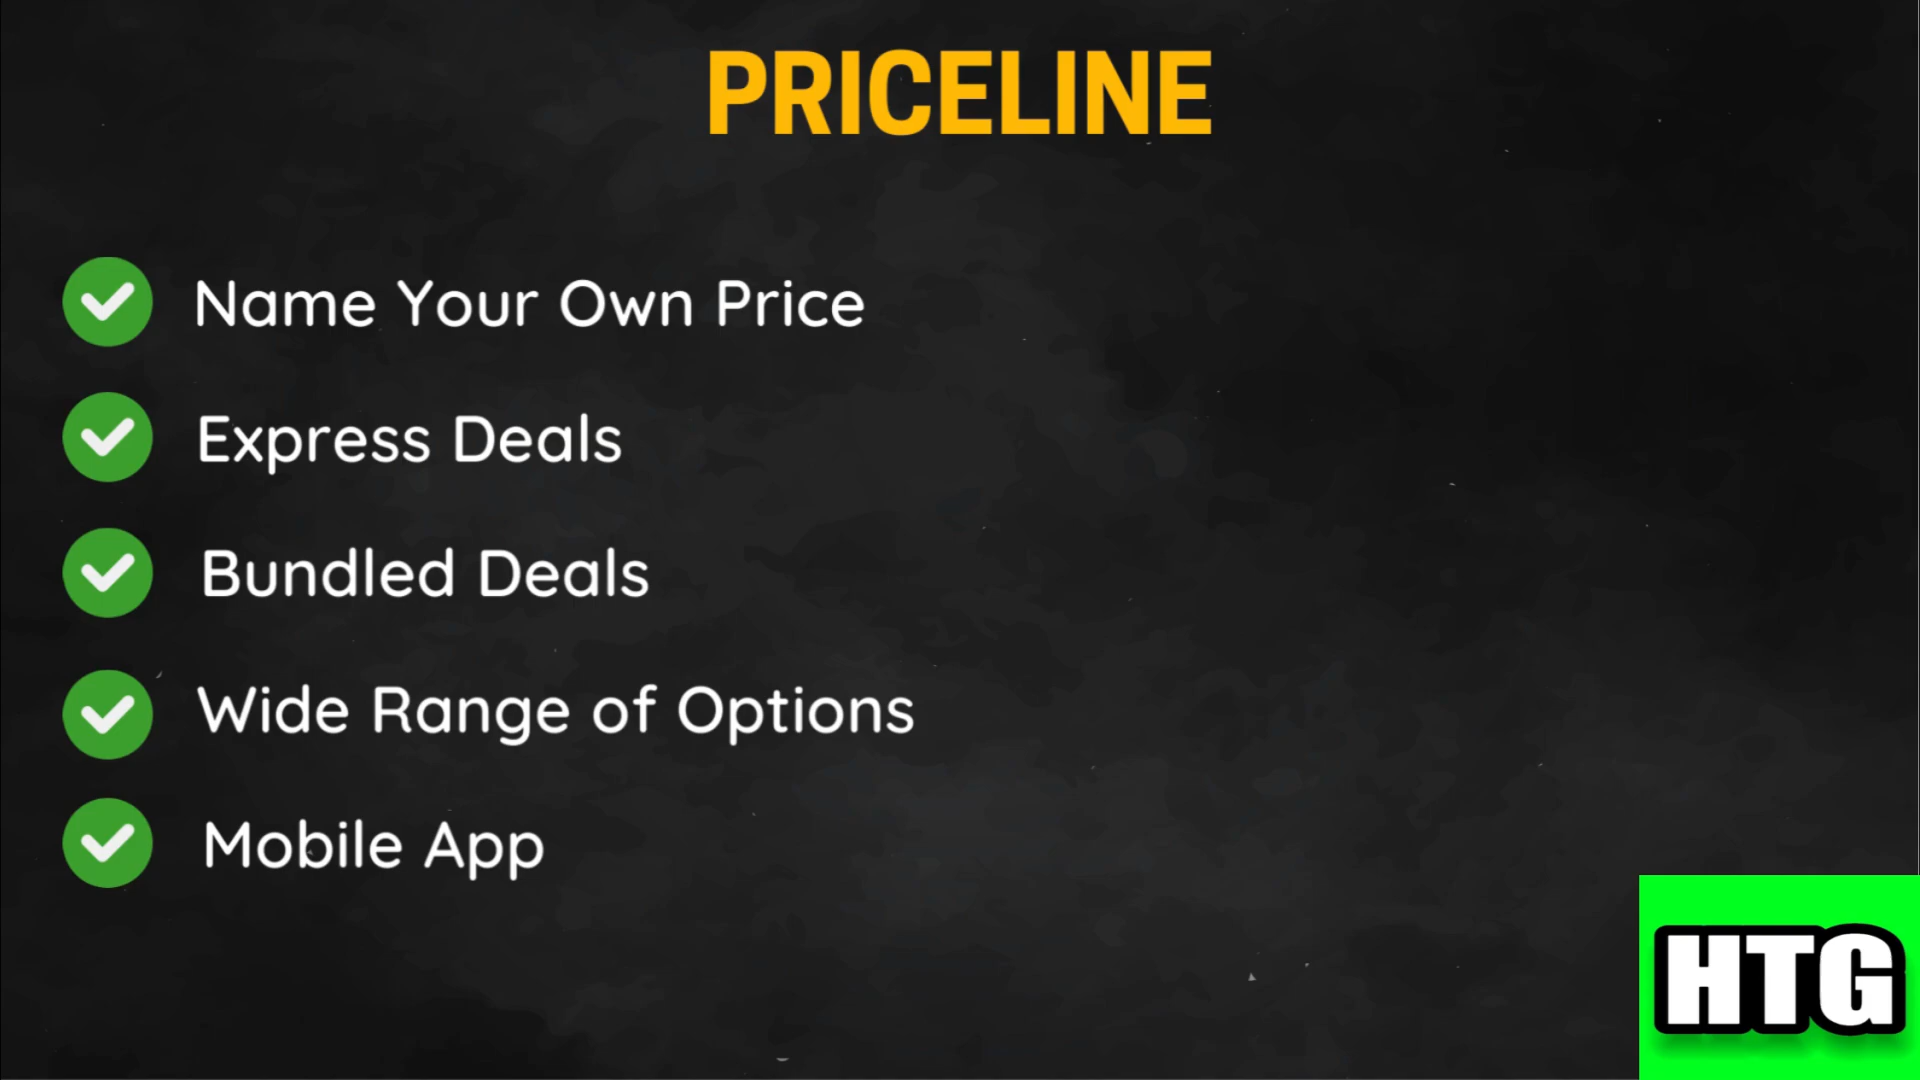 PRICELINE
Name Your Own Price
Express Deals
Bundled Deals
Wide Range of Options
Mobile App
HTG